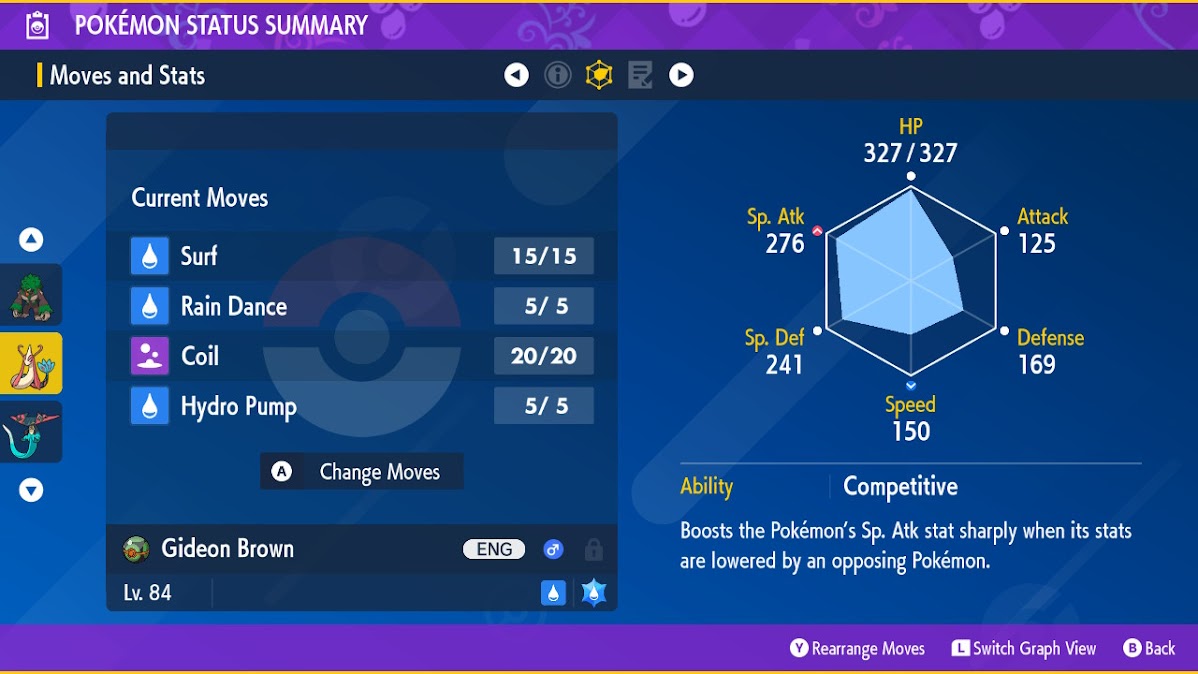 POKÉMON STATUS SUMMARY
Moves and Stats
Current Moves
Surf 15/15
Rain Dance 5/ 5
Coil 20/20
Hydro Pump 5/ 5
A Change Moves
Gideon Brown ENG
Lv. 84
HP
327 / 327
Sp. Atk
276
Attack
125
Sp. Def
241
Defense
169
Speed
150
Ability Competitive
Boosts the Pokémon's Sp. Atk stat sharply when its stats
are lowered by an opposing Pokémon.
Y Rearrange Moves L Switch Graph View B Back